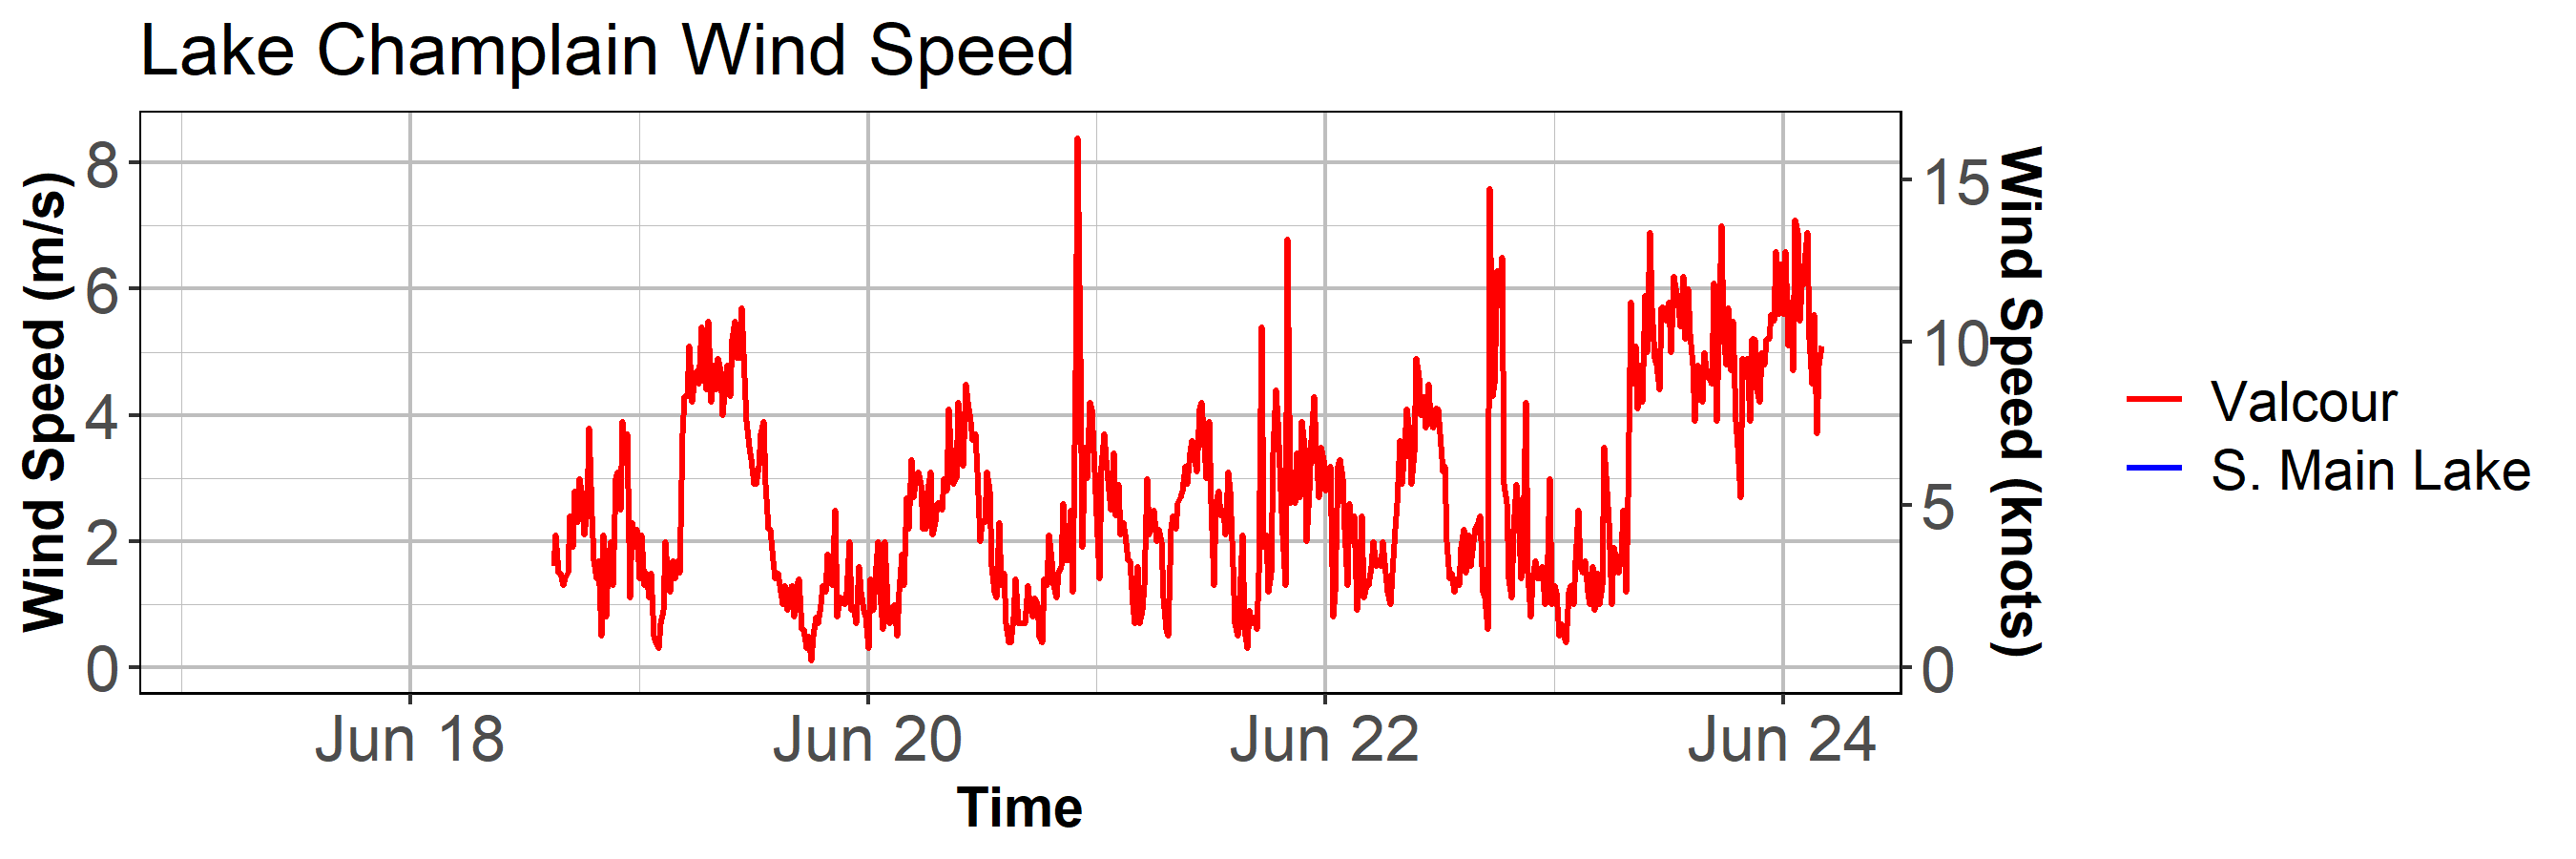 Lake Champlain Wind Speed
Wind Speed (m/s)
8
6
4
2
0
15
10
5
0
Wind Speed (knots)
Jun 18
Jun 20
Jun 22
Jun 24
Time
Valcour
S. Main Lake